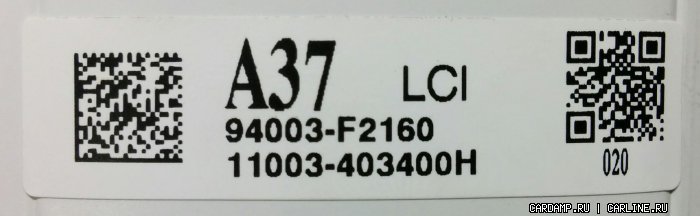 A37 LCI
94003-F2160
11003-403400H
020
CARDAMP.RU | CARLINE.RU